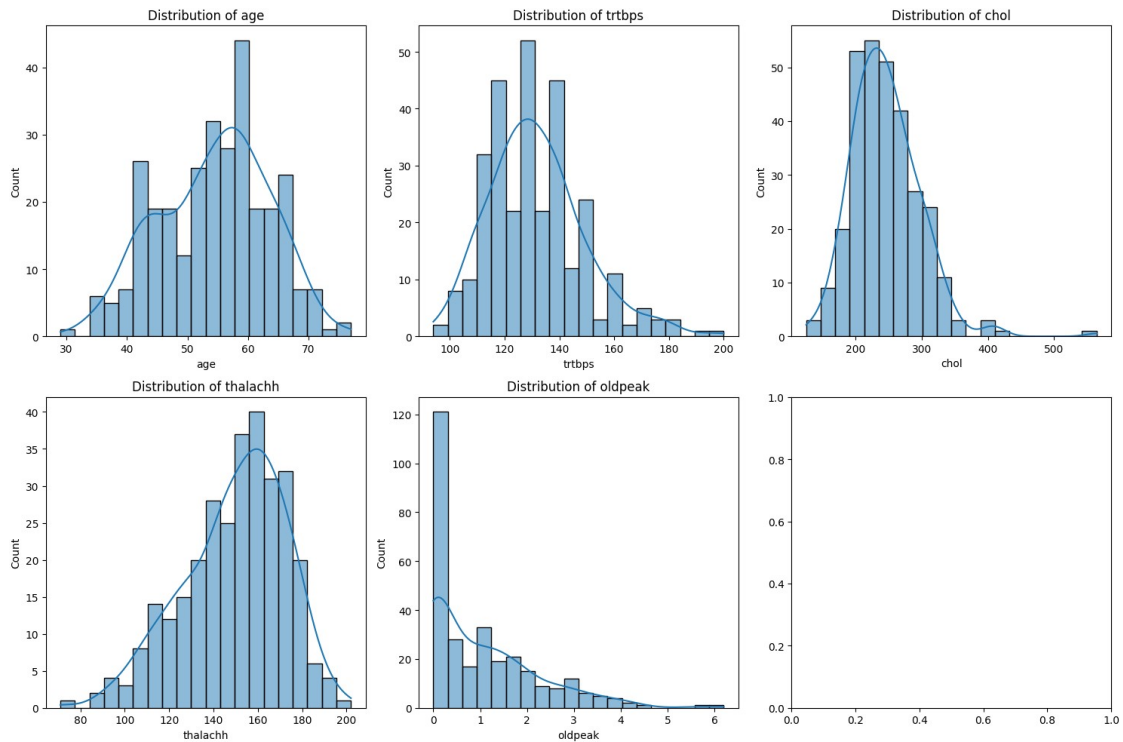 Distribution of age
40
30
20
10
0
Count
30 40 50 60 70
age
Distribution of trtbps
50
40
30
20
10
0
Count
100 120 140 160 180 200
trtbps
Distribution of chol
50
40
30
20
10
0
Count
200 300 400 500
chol
Distribution of thalachh
40
35
30
25
20
15
10
5
0
Count
80 100 120 140 160 180 200
thalachh
Distribution of oldpeak
120
100
80
60
40
20
0
Count
0 1 2 3 4 5 6
oldpeak
1.0
0.8
0.6
0.4
0.2
0.0
0.0 0.2 0.4 0.6 0.8 1.0